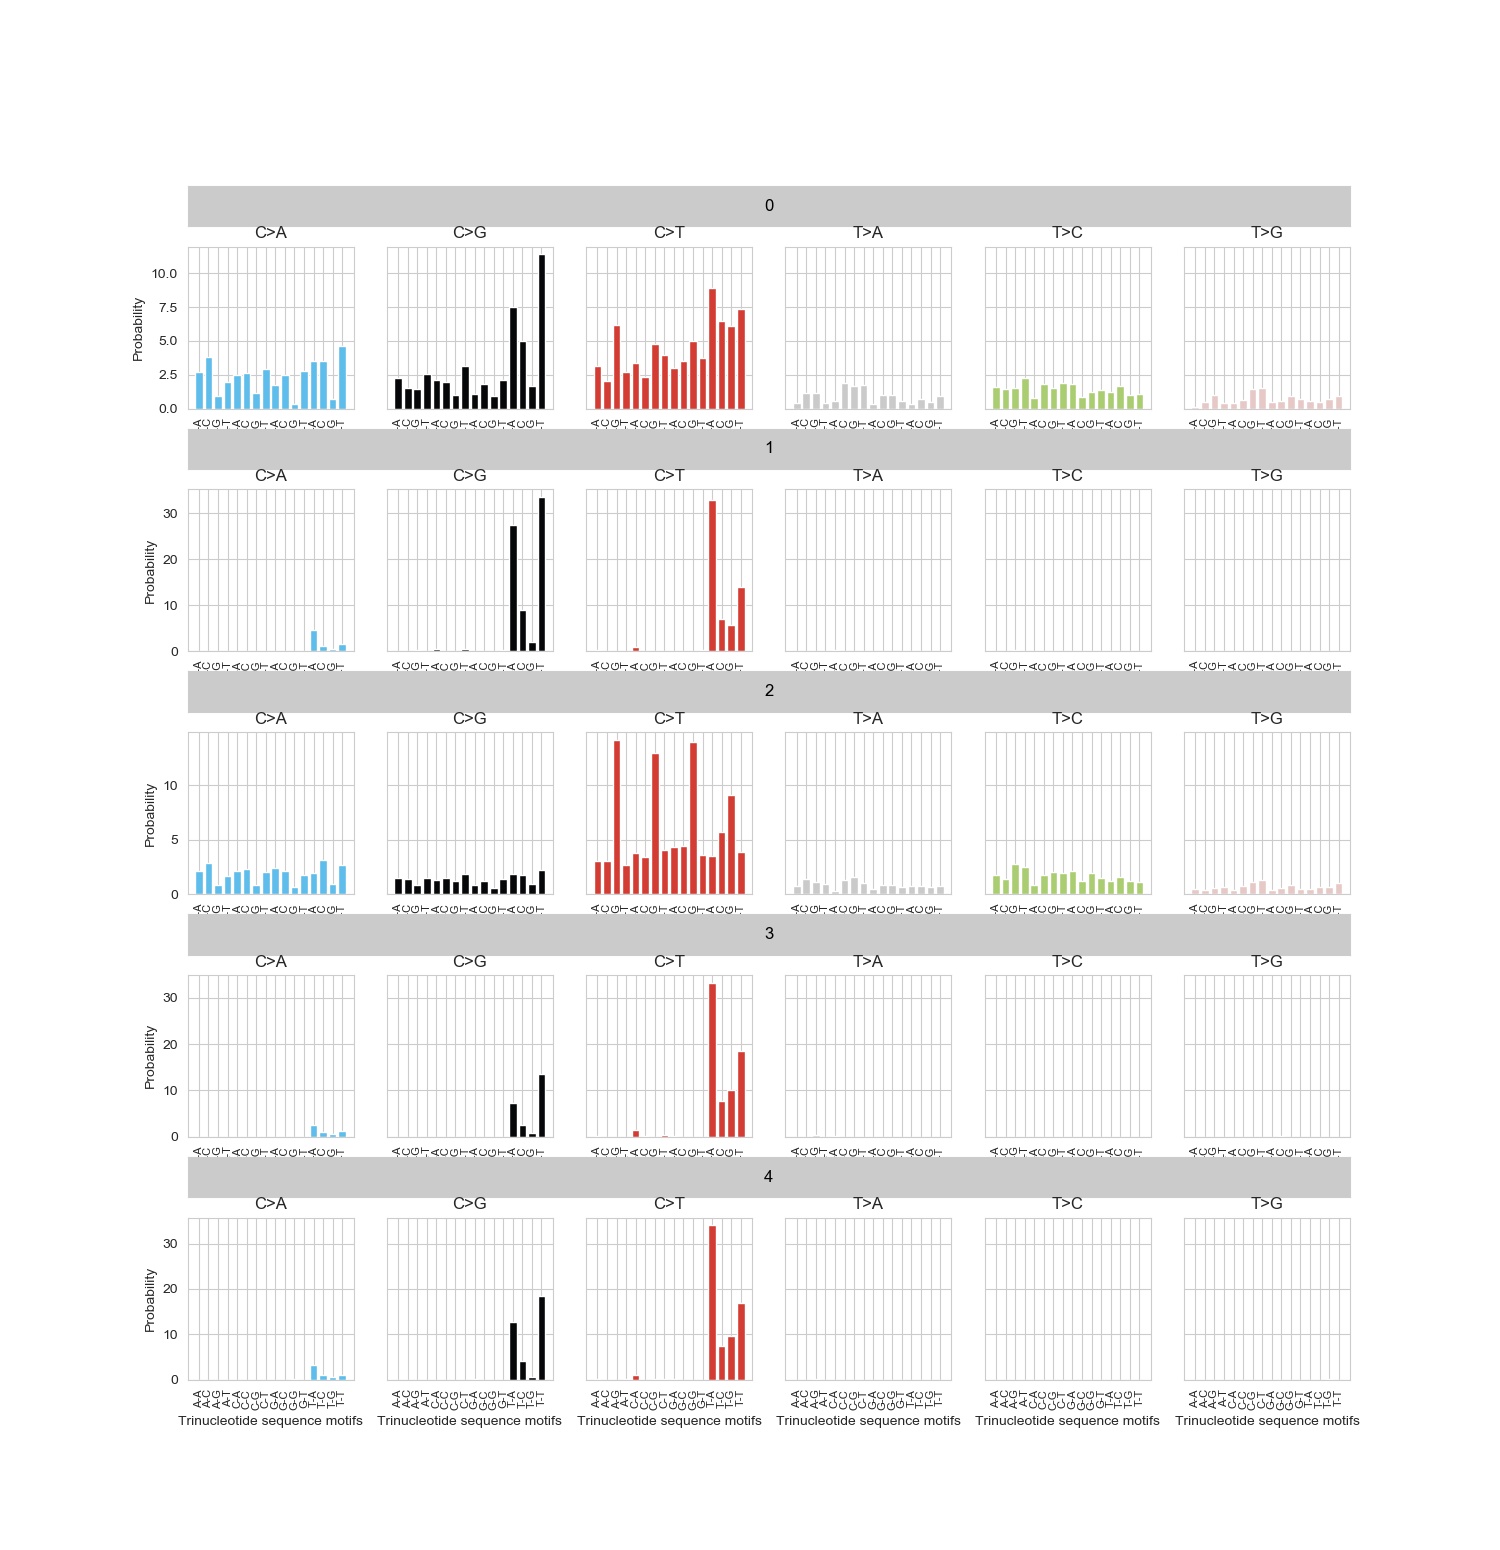 0
C>A C>G C>T T>A T>C T>G
Probability
10.0
7.5
5.0
2.5
0.0
1
C>A C>G C>T T>A T>C T>G
Probability
30
20
10
0
2
C>A C>G C>T T>A T>C T>G
Probability
10
5
0
3
C>A C>G C>T T>A T>C T>G
Probability
30
20
10
0
4
C>A C>G C>T T>A T>C T>G
Probability
30
20
10
0
A-A A-C A-G A-T C-A C-C C-G C-T G-A G-C G-G G-T T-A T-C T-G T-T
A-A A-C A-G A-T C-A C-C C-G C-T G-A G-C G-G G-T T-A T-C T-G T-T
A-A A-C A-G A-T C-A C-C C-G C-T G-A G-C G-G G-T T-A T-C T-G T-T
A-A A-C A-G A-T C-A C-C C-G C-T G-A G-C G-G G-T T-A T-C T-G T-T
A-A A-C A-G A-T C-A C-C C-G C-T G-A G-C G-G G-T T-A T-C T-G T-T
A-A A-C A-G A-T C-A C-C C-G C-T G-A G-C G-G G-T T-A T-C T-G T-T
Trinucleotide sequence motifs Trinucleotide sequence motifs Trinucleotide sequence motifs Trinucleotide sequence motifs Trinucleotide sequence motifs Trinucleotide sequence motifs